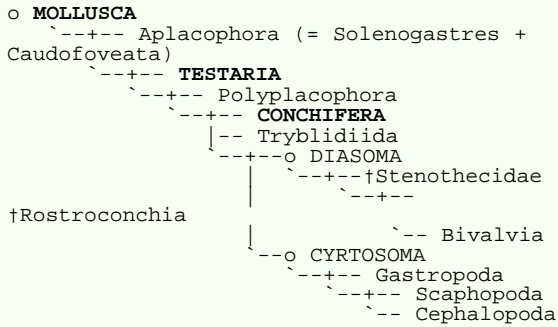 o MOLLUSCA
`--+-- Aplacophora (= Solenogastres +
Caudofoveata)
`--+-- TESTARIA
`--+-- Polyplacophora
`--+-- CONCHIFERA
|-- Tryblidiida
`--+--o DIASOMA
| `--+--†Stenothecidae
| `--+--
†Rostroconchia
| `-- Bivalvia
`--o CYRTOSOMA
`--+-- Gastropoda
`--+-- Scaphopoda
`-- Cephalopoda